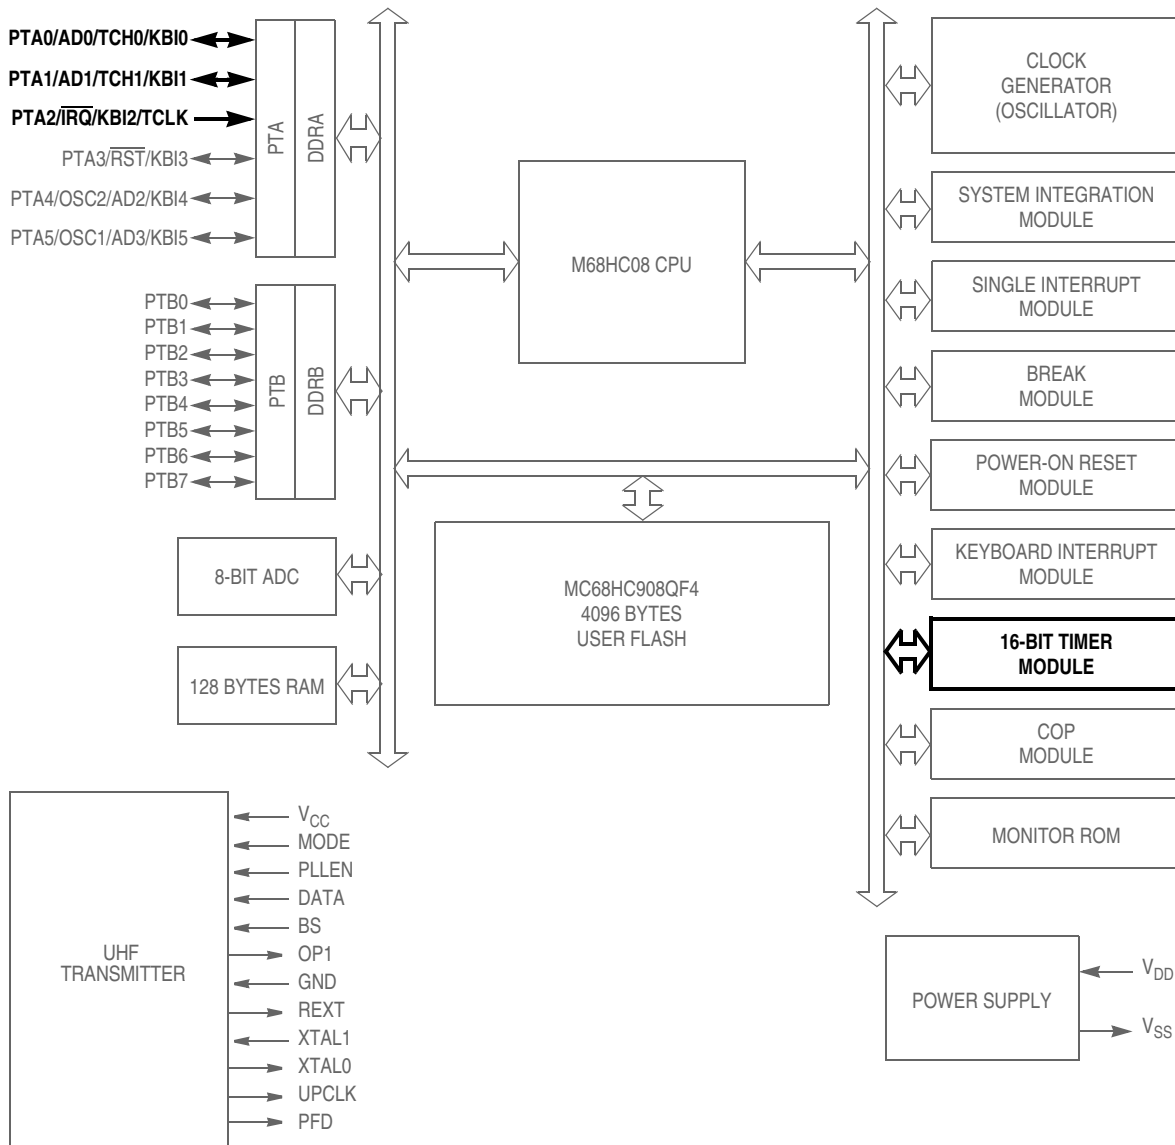 PTA0/AD0/TCH0/KBI0
PTA1/AD1/TCH1/KBI1
PTA2/IRQ/KBI2/TCLK
PTA3/RST/KBI3
PTA4/OSC2/AD2/KBI4
PTA5/OSC1/AD3/KBI5
PTA
DDRA
PTB0
PTB1
PTB2
PTB3
PTB4
PTB5
PTB6
PTB7
PTB
DDRB
8-BIT ADC
128 BYTES RAM
M68HC08 CPU
MC68HC908QF4
4096 BYTES
USER FLASH
CLOCK
GENERATOR
(OSCILLATOR)
SYSTEM INTEGRATION
MODULE
SINGLE INTERRUPT
MODULE
BREAK
MODULE
POWER-ON RESET
MODULE
KEYBOARD INTERRUPT
MODULE
16-BIT TIMER
MODULE
COP
MODULE
MONITOR ROM
UHF
TRANSMITTER
VCC
MODE
PLLEN
DATA
BS
OP1
GND
REXT
XTAL1
XTAL0
UPCLK
PFD
POWER SUPPLY
VDD
VSS